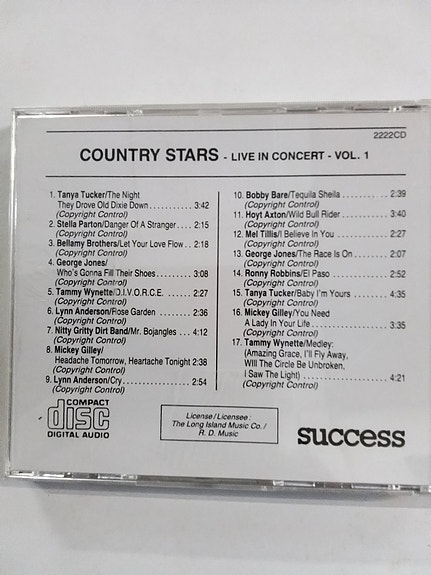 2222CD
COUNTRY STARS - LIVE IN CONCERT - VOL. 1
1. Tanya Tucker/The Night
They Drove Old Dixie Down ........ 3:42
(Copyright Control)
2. Stella Parton/Danger Of A Stranger ... 2:15
(Copyright Control)
3. Bellamy Brothers/Let Your Love Flow .. 2:18
(Copyright Control)
4. George Jones/
Who's Gonna Fill Their Shoes ....... 3:08
(Copyright Control)
5. Tammy Wynette/D.I.V.O.R.C.E. ....... 2:27
(Copyright Control)
6. Lynn Anderson/Rose Garden ........ 2:36
(Copyright Control)
7. Nitty Gritty Dirt Band/Mr. Bojangles ... 4:12
(Copyright Control)
8. Mickey Gilley/
Headache Tomorrow, Heartache Tonight 2:38
(Copyright Control)
9. Lynn Anderson/Cry ................ 2:54
(Copyright Control)
10. Bobby Bare/Tequila Sheila .......... 2:39
(Copyright Control)
11. Hoyt Axton/Wild Bull Rider .......... 3:40
(Copyright Control)
12. Mel Tillis/I Believe In You ........... 2:27
(Copyright Control)
13. George Jones/The Race Is On ....... 2:07
(Copyright Control)
14. Ronny Robbins/El Paso ............ 2:52
(Copyright Control)
15. Tanya Tucker/Baby I'm Yours ........ 4:35
(Copyright Control)
16. Mickey Gilley/You Need
A Lady In Your Life ................ 3:35
(Copyright Control)
17. Tammy Wynette/Medley:
(Amazing Grace, I'll Fly Away,
Will The Circle Be Unbroken,
I Saw The Light) .................. 4:21
(Copyright Control)
COMPACT
disc
DIGITAL AUDIO
License/Licensee:
The Long Island Music Co./
R. D. Music
success